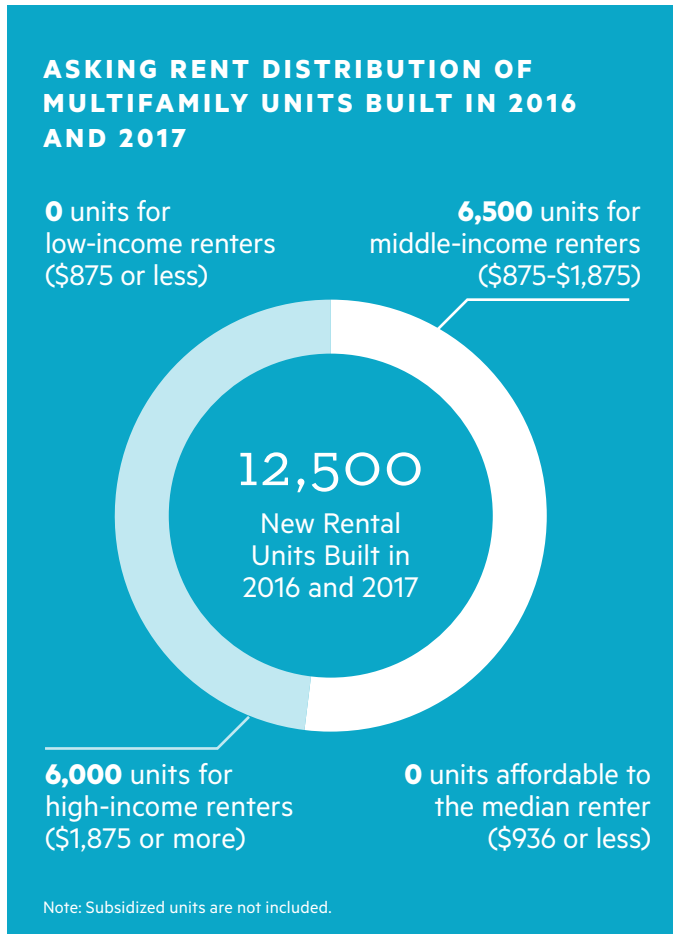 ASKING RENT DISTRIBUTION OF
MULTIFAMILY UNITS BUILT IN 2016
AND 2017
0 units for
low-income renters
($875 or less)
6,500 units for
middle-income renters
($875-$1,875)
12,500
New Rental
Units Built in
2016 and 2017
6,000 units for
high-income renters
($1,875 or more)
0 units affordable to
the median renter
($936 or less)
Note: Subsidized units are not included.